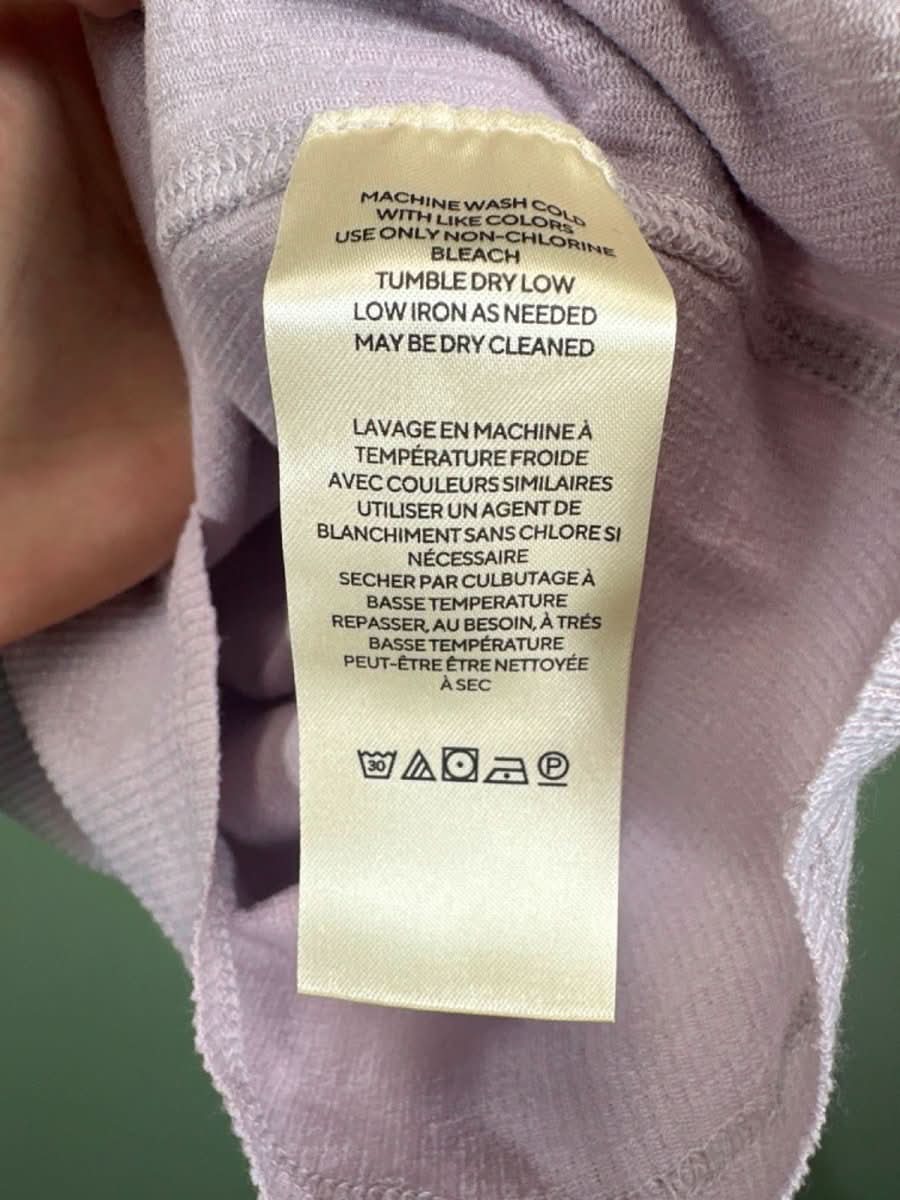 MACHINE WASH COLD
WITH LIKE COLORS
USE ONLY NON-CHLORINE
BLEACH
TUMBLE DRY LOW
LOW IRON AS NEEDED
MAY BE DRY CLEANED
LAVAGE EN MACHINE À
TEMPÉRATURE FROIDE
AVEC COULEURS SIMILAIRES
UTILISER UN AGENT DE
BLANCHIMENT SANS CHLORE SI
NÉCESSAIRE
SECHER PAR CULBUTAGE À
BASSE TEMPERATURE
REPASSER, AU BESOIN, À TRÉS
BASSE TEMPÉRATURE
PEUT-ÊTRE ÊTRE NETTOYÉE
À SEC
30 P